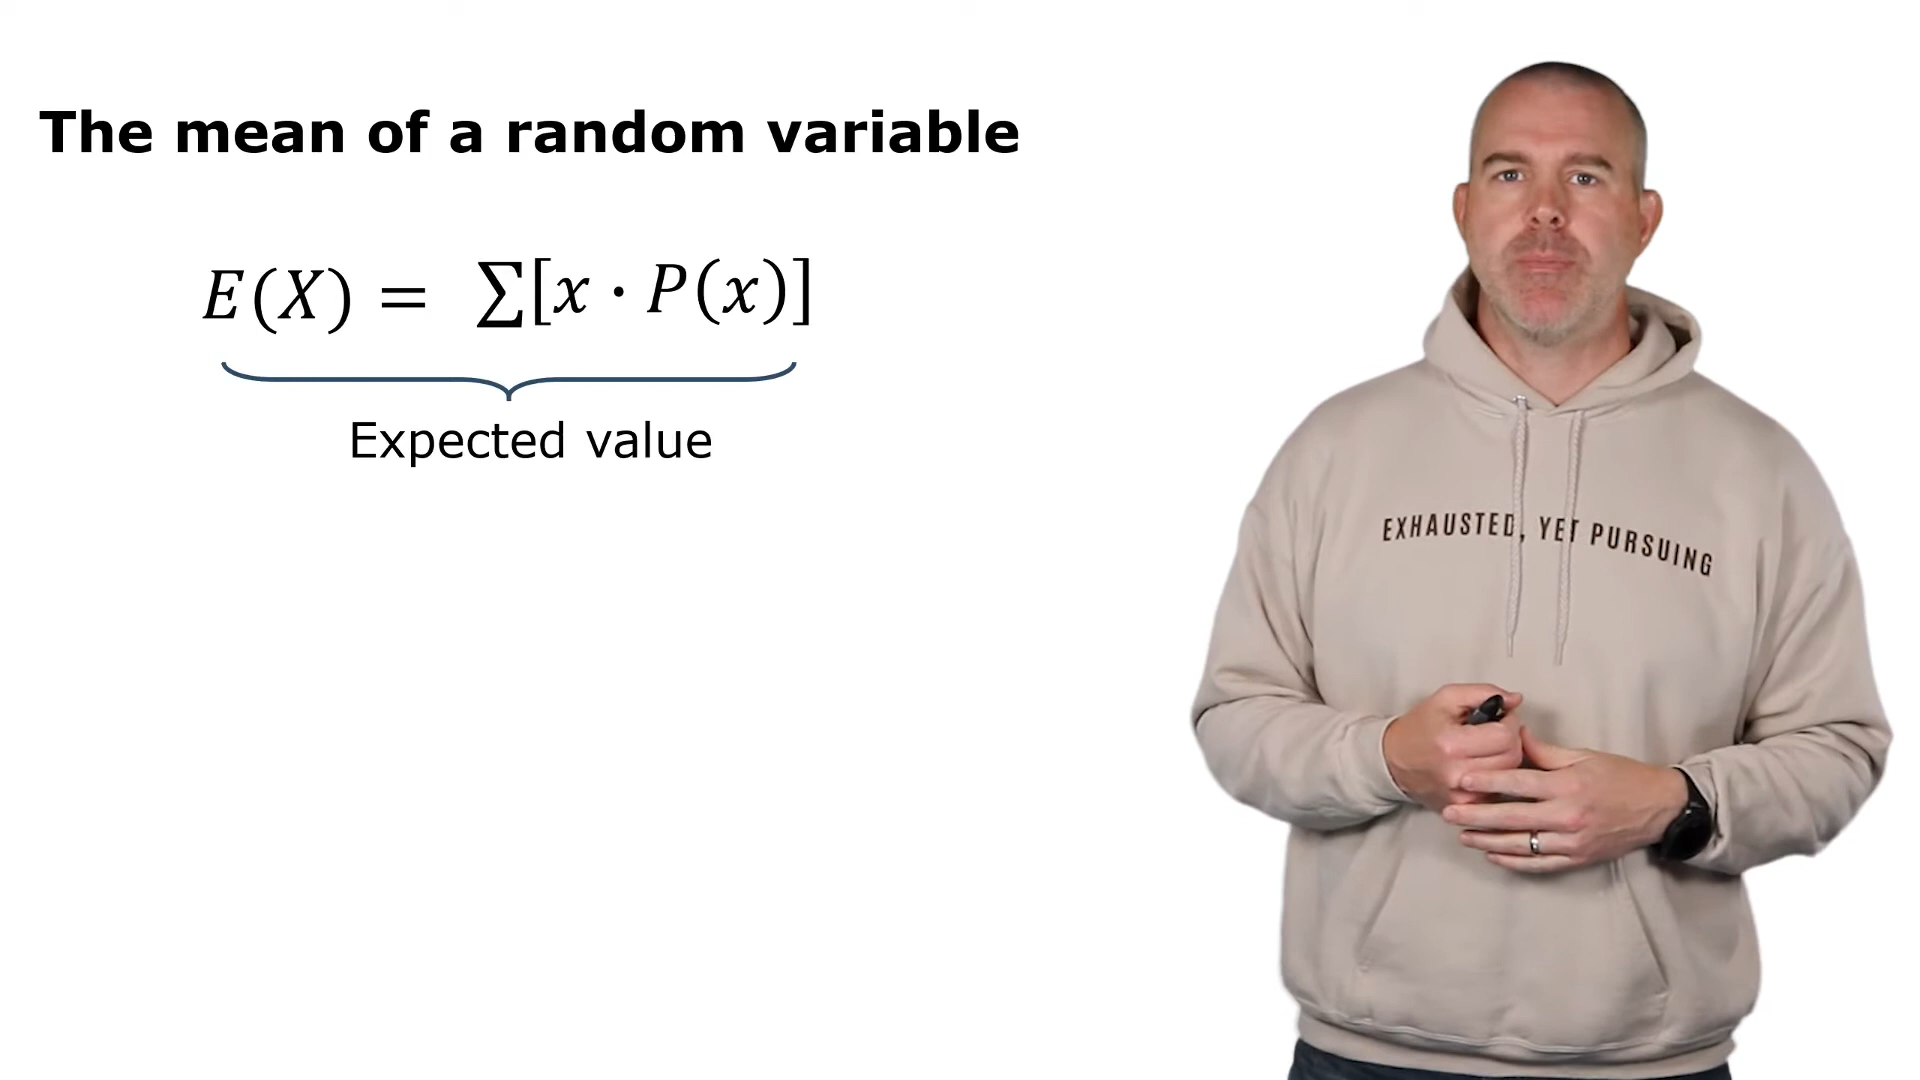 The mean of a random variable
E(X) = ∑[x · P(x)]
Expected value
EXHAUSTED, YET PURSUING